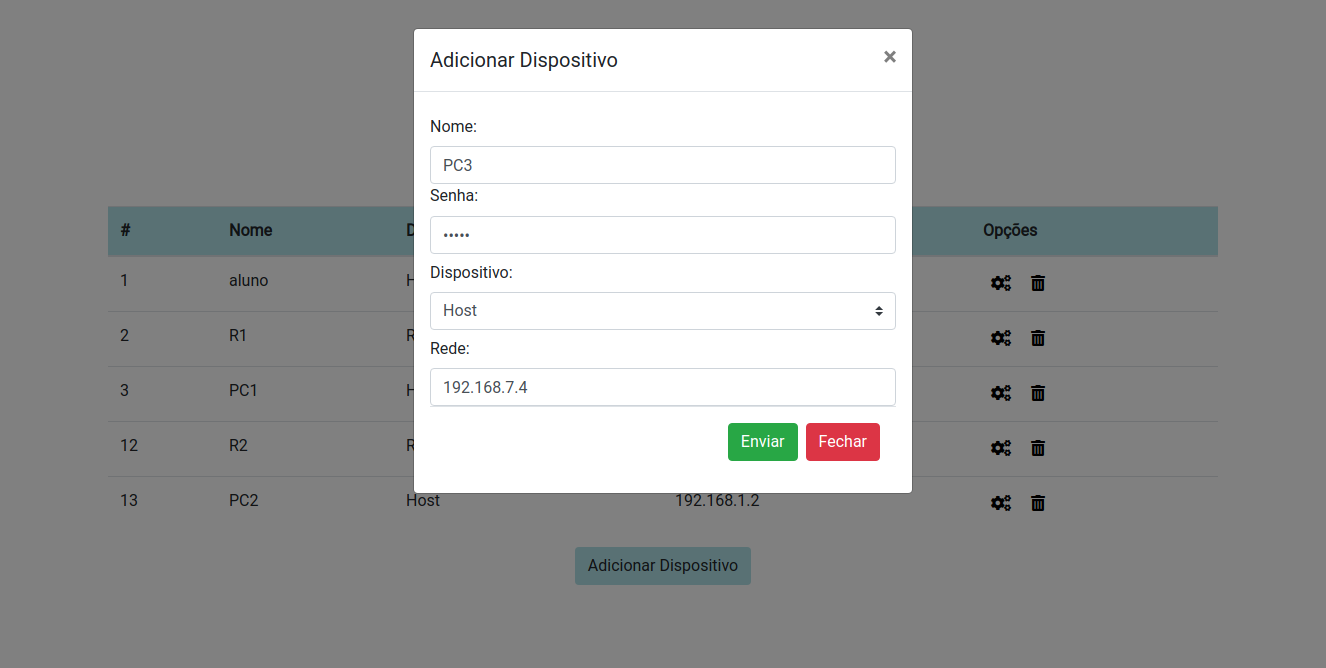 Adicionar Dispositivo ×
Nome:
PC3
Senha:
•••••
Dispositivo:
Host
Rede:
192.168.7.4
Enviar Fechar
# Nome D Opções
1 aluno H
2 R1 R
3 PC1 H
12 R2 R
13 PC2 Host 192.168.1.2
Adicionar Dispositivo